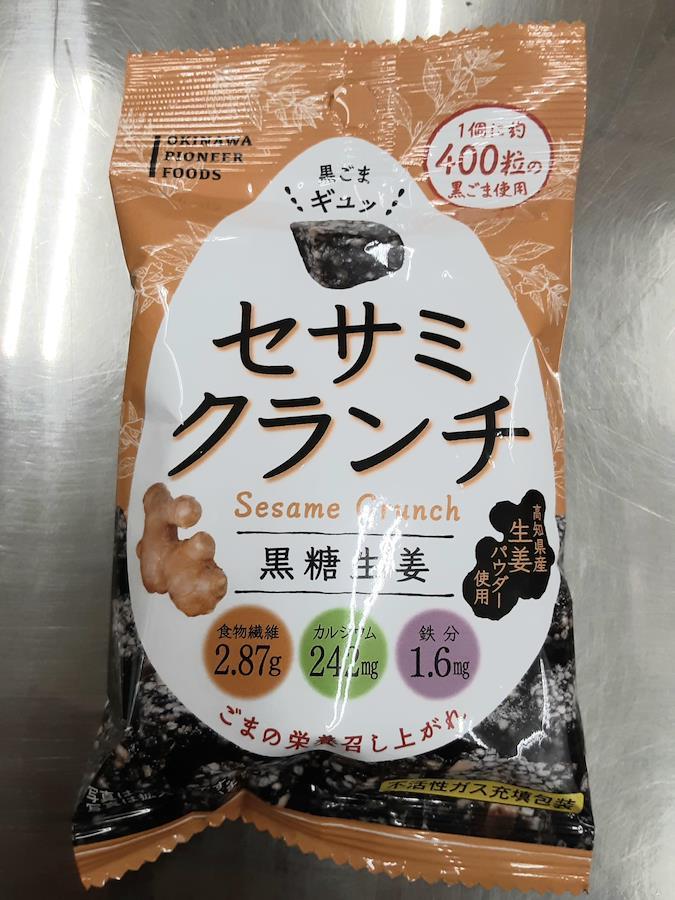 OKINAWA
PIONEER
FOODS
1個に約
400粒の
黒ごま使用
黒ごま
ギュッ
セサミ
クランチ
Sesame Crunch
黒糖生姜
高知県産
生姜
パウダー
使用
食物繊維
2.87g
カルシウム
242mg
鉄分
1.6mg
ごまの栄養召し上がれ
写真は
不活性ガス充填包装